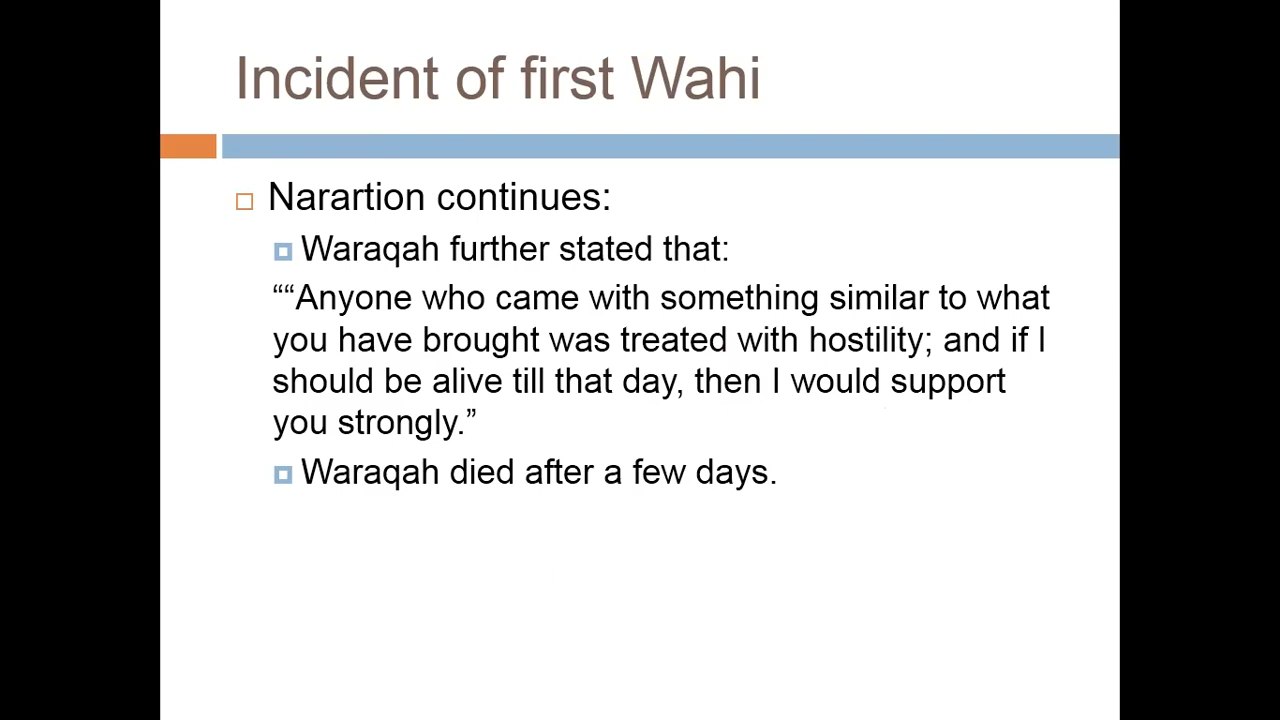 Incident of first Wahi
Narartion continues:
Waraqah further stated that:
““Anyone who came with something similar to what
you have brought was treated with hostility; and if I
should be alive till that day, then I would support
you strongly.”
Waraqah died after a few days.